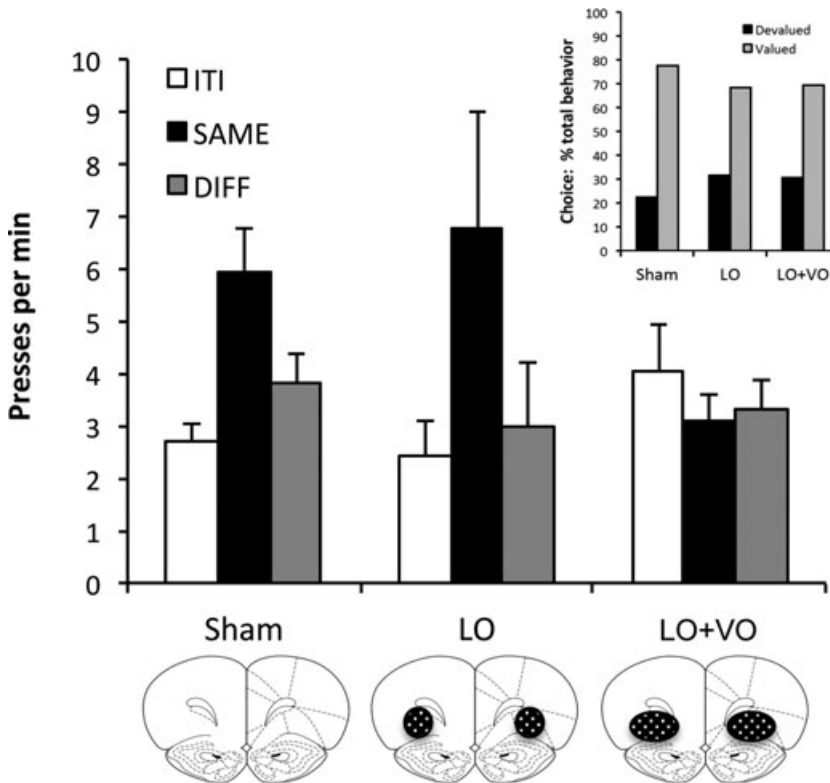 Presses per min
10
9
8
7
6
5
4
3
2
1
0
ITI
SAME
DIFF
Sham
LO
LO+VO
Choice: % total behavior
100
90
80
70
60
50
40
30
20
10
0
Devalued
Valued
Sham
LO
LO+VO